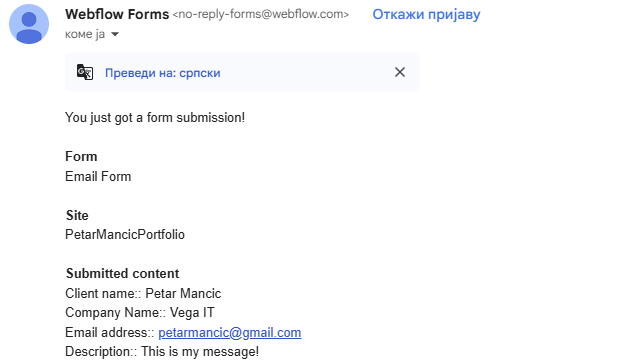 Webflow Forms <no-reply-forms@webflow.com> Откажи пријаву
коме ја
Преведи на: српски
You just got a form submission!
Form
Email Form
Site
PetarMancicPortfolio
Submitted content
Client name:: Petar Mancic
Company Name:: Vega IT
Email address:: petarmancic@gmail.com
Description:: This is my message!